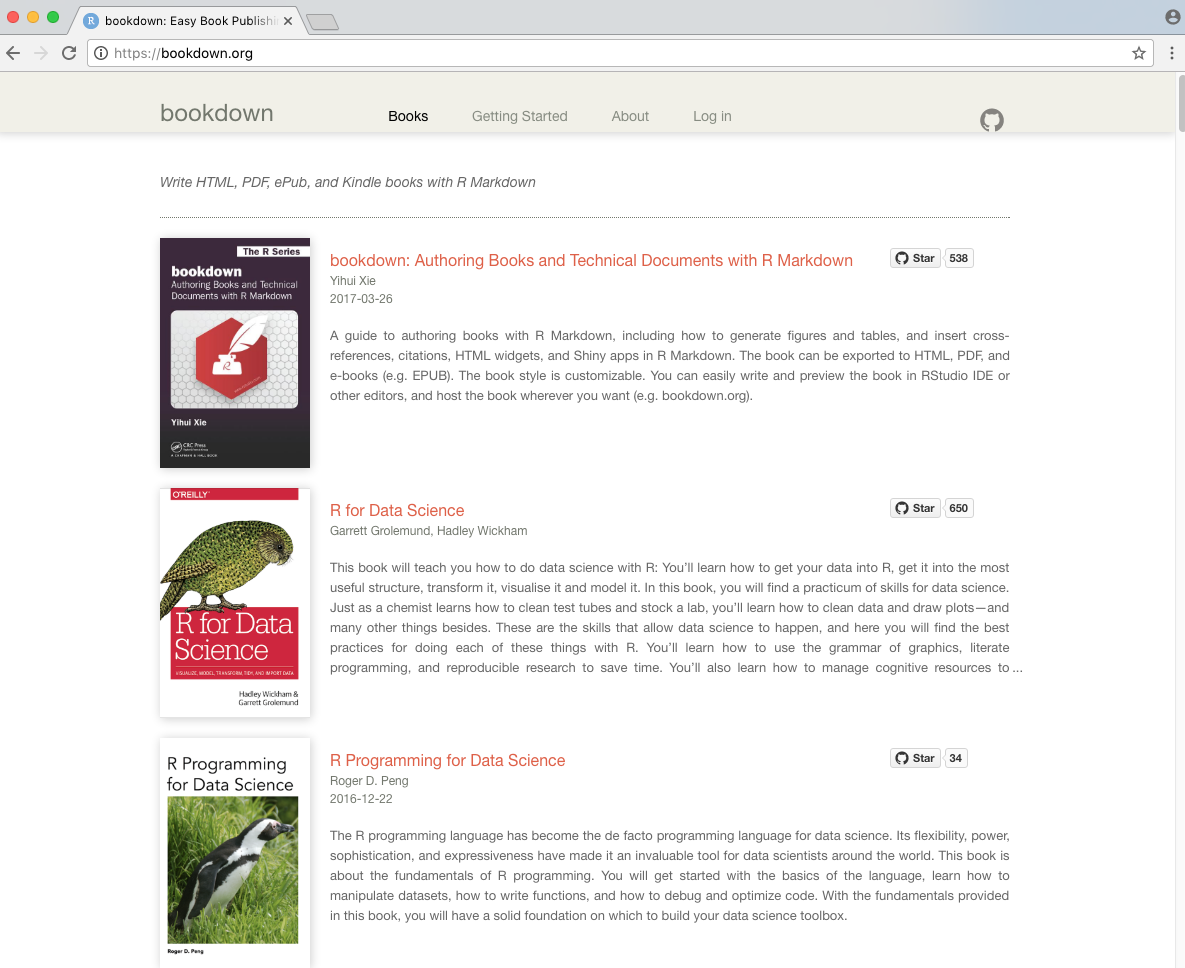 bookdown: Easy Book Publishi
https://bookdown.org
bookdown
Books
Getting Started
About
Log in
Write HTML, PDF, ePub, and Kindle books with R Markdown
The R Series
bookdown
Authoring Books and Technical
Documents with R Markdown
R
Yihui Xie
CRC Press
bookdown: Authoring Books and Technical Documents with R Markdown
Star
538
Yihui Xie
2017-03-26
A guide to authoring books with R Markdown, including how to generate figures and tables, and insert cross-
references, citations, HTML widgets, and Shiny apps in R Markdown. The book can be exported to HTML, PDF, and
e-books (e.g. EPUB). The book style is customizable. You can easily write and preview the book in RStudio IDE or
other editors, and host the book wherever you want (e.g. bookdown.org).
O'REILLY
R for Data
Science
VISUALIZE, MODEL, TRANSFORM, TIDY, AND IMPORT DATA
Hadley Wickham &
Garrett Grolemund
R for Data Science
Star
650
Garrett Grolemund, Hadley Wickham
This book will teach you how to do data science with R: You’ll learn how to get your data into R, get it into the most
useful structure, transform it, visualise it and model it. In this book, you will find a practicum of skills for data science.
Just as a chemist learns how to clean test tubes and stock a lab, you’ll learn how to clean data and draw plots—and
many other things besides. These are the skills that allow data science to happen, and here you will find the best
practices for doing each of these things with R. You’ll learn how to use the grammar of graphics, literate
programming, and reproducible research to save time. You’ll also learn how to manage cognitive resources to ...
R Programming
for Data Science
Roger D. Peng
R Programming for Data Science
Star
34
Roger D. Peng
2016-12-22
The R programming language has become the de facto programming language for data science. Its flexibility, power,
sophistication, and expressiveness have made it an invaluable tool for data scientists around the world. This book is
about the fundamentals of R programming. You will get started with the basics of the language, learn how to
manipulate datasets, how to write functions, and how to debug and optimize code. With the fundamentals provided
in this book, you will have a solid foundation on which to build your data science toolbox.